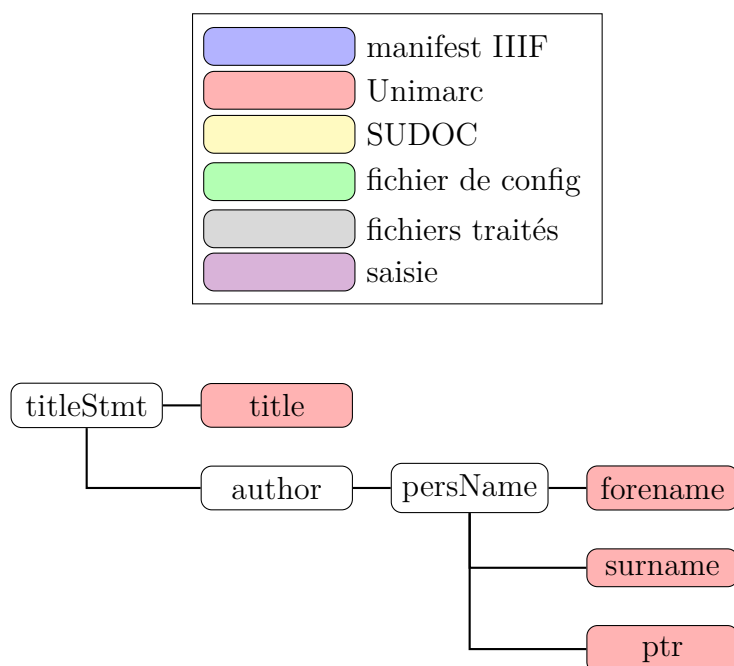 manifest IIIF
Unimarc
SUDOC
fichier de config
fichiers traités
saisie
titleStmt
title
author
persName
forename
surname
ptr